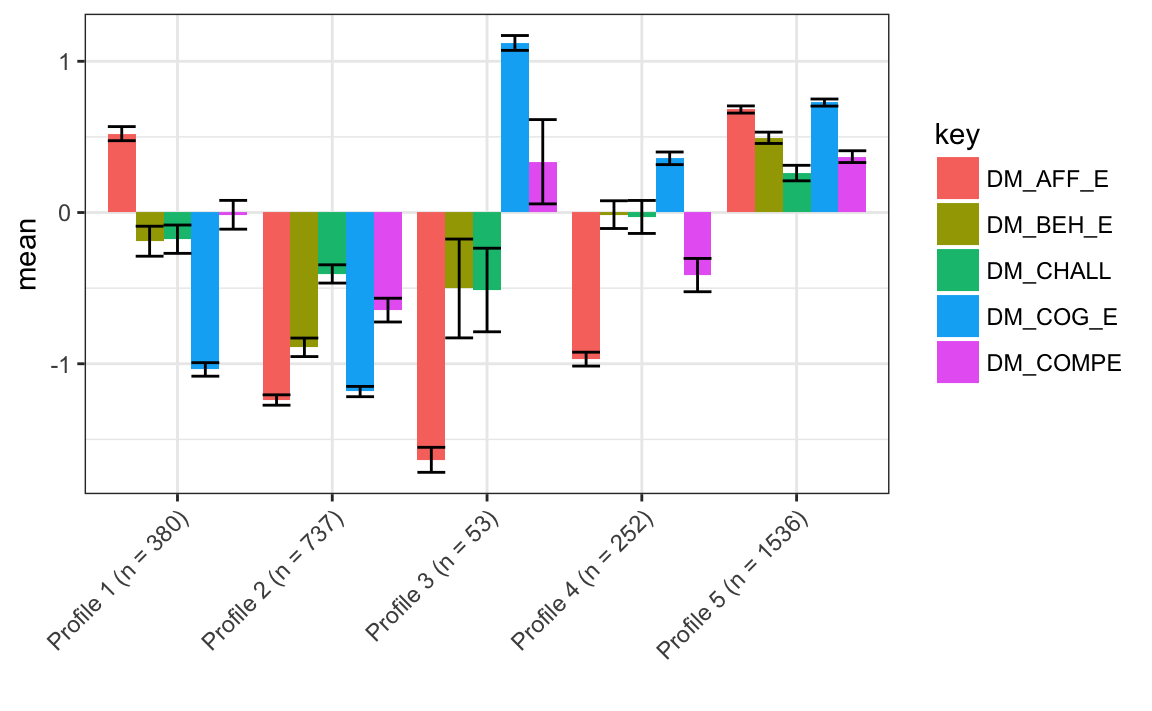 mean
1
0
-1
Profile 1 (n = 380)
Profile 2 (n = 737)
Profile 3 (n = 53)
Profile 4 (n = 252)
Profile 5 (n = 1536)
key
DM_AFF_E
DM_BEH_E
DM_CHALL
DM_COG_E
DM_COMPE